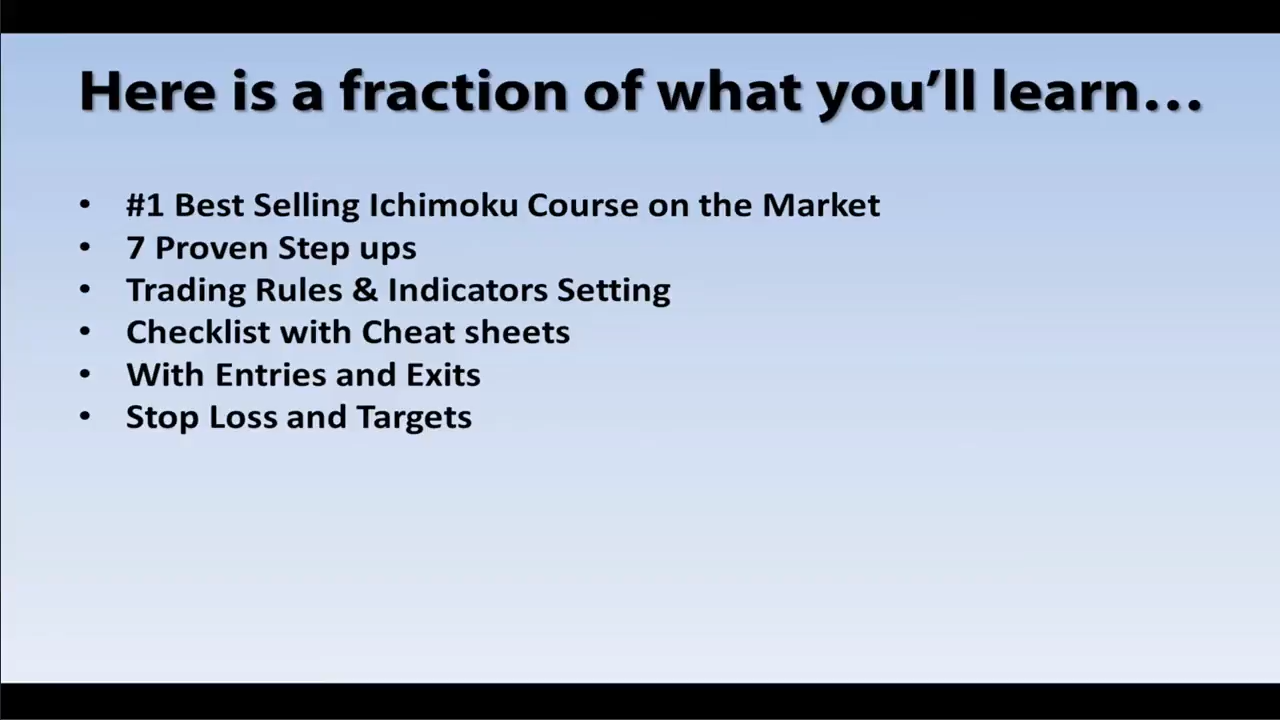 Here is a fraction of what you’ll learn…
• #1 Best Selling Ichimoku Course on the Market
• 7 Proven Step ups
• Trading Rules & Indicators Setting
• Checklist with Cheat sheets
• With Entries and Exits
• Stop Loss and Targets